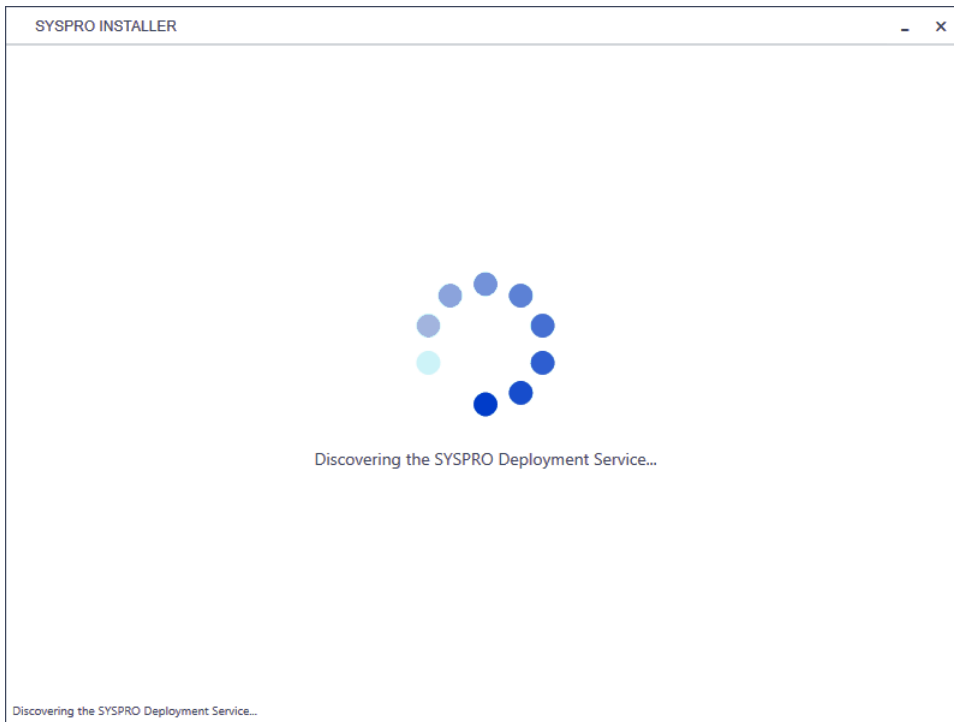 SYSPRO INSTALLER
Discovering the SYSPRO Deployment Service...
Discovering the SYSPRO Deployment Service...